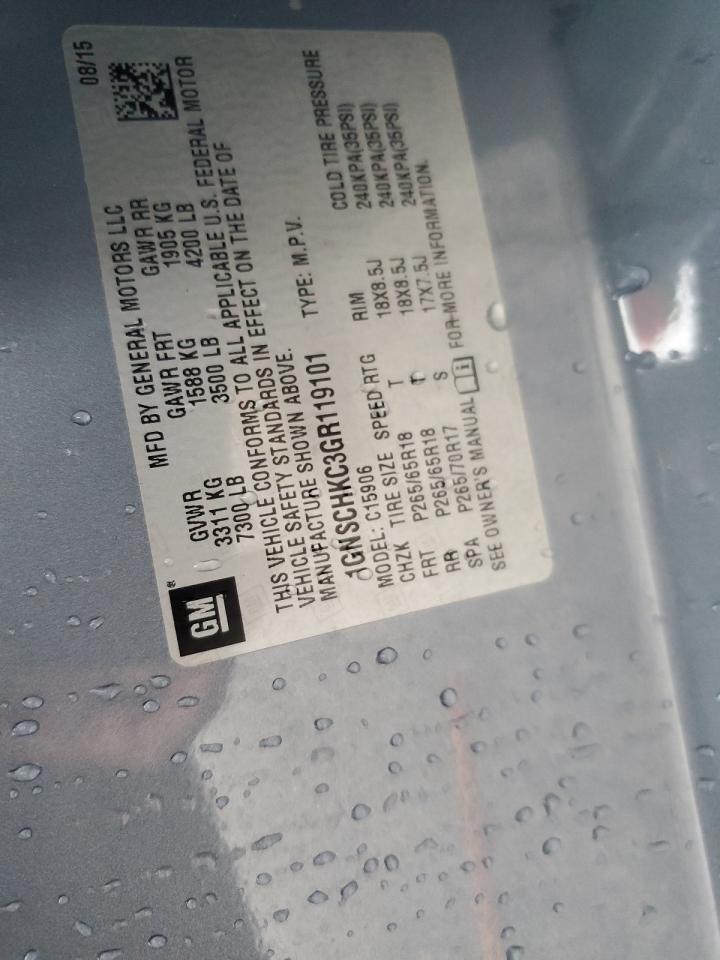 GM®
MFD BY GENERAL MOTORS LLC 08/15
GVWR GAWR FRT GAWR RR
3311 KG 1588 KG 1905 KG
7300 LB 3500 LB 4200 LB
THIS VEHICLE CONFORMS TO ALL APPLICABLE U.S. FEDERAL MOTOR
VEHICLE SAFETY STANDARDS IN EFFECT ON THE DATE OF
MANUFACTURE SHOWN ABOVE.
1GNSCHKC3GR119101 TYPE: M.P.V.
MODEL: C15906
CHZK TIRE SIZE SPEED RTG RIM COLD TIRE PRESSURE
FRT P265/65R18 T 18X8.5J 240KPA(35PSI)
RR P265/65R18 T 18X8.5J 240KPA(35PSI)
SPA P265/70R17 S 17X7.5J 240KPA(35PSI)
SEE OWNER'S MANUAL i FOR MORE INFORMATION.